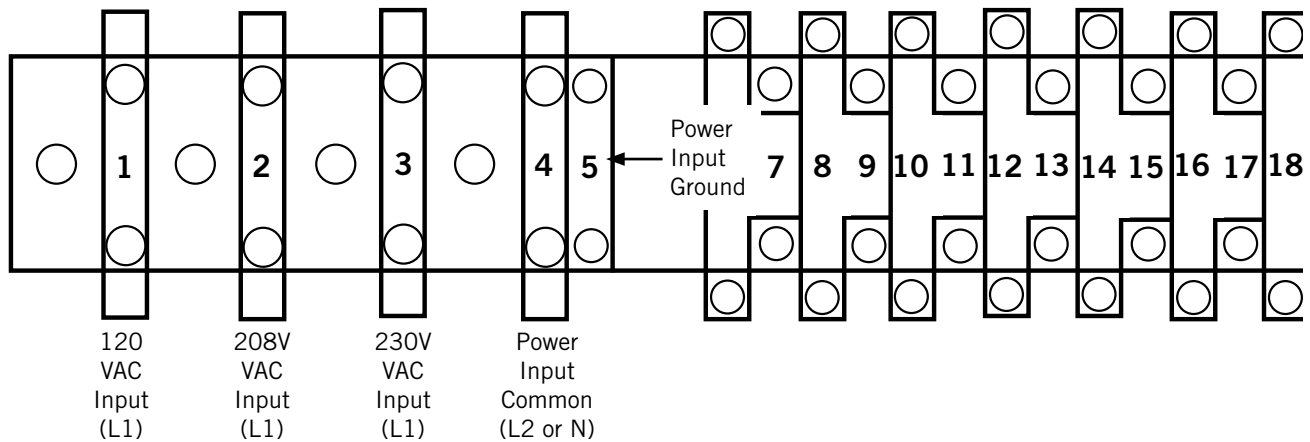 1 2 3 4 5
Power
Input
Ground
7 8 9 10 11 12 13 14 15 16 17 18
120
VAC
Input
(L1)
208V
VAC
Input
(L1)
230V
VAC
Input
(L1)
Power
Input
Common
(L2 or N)